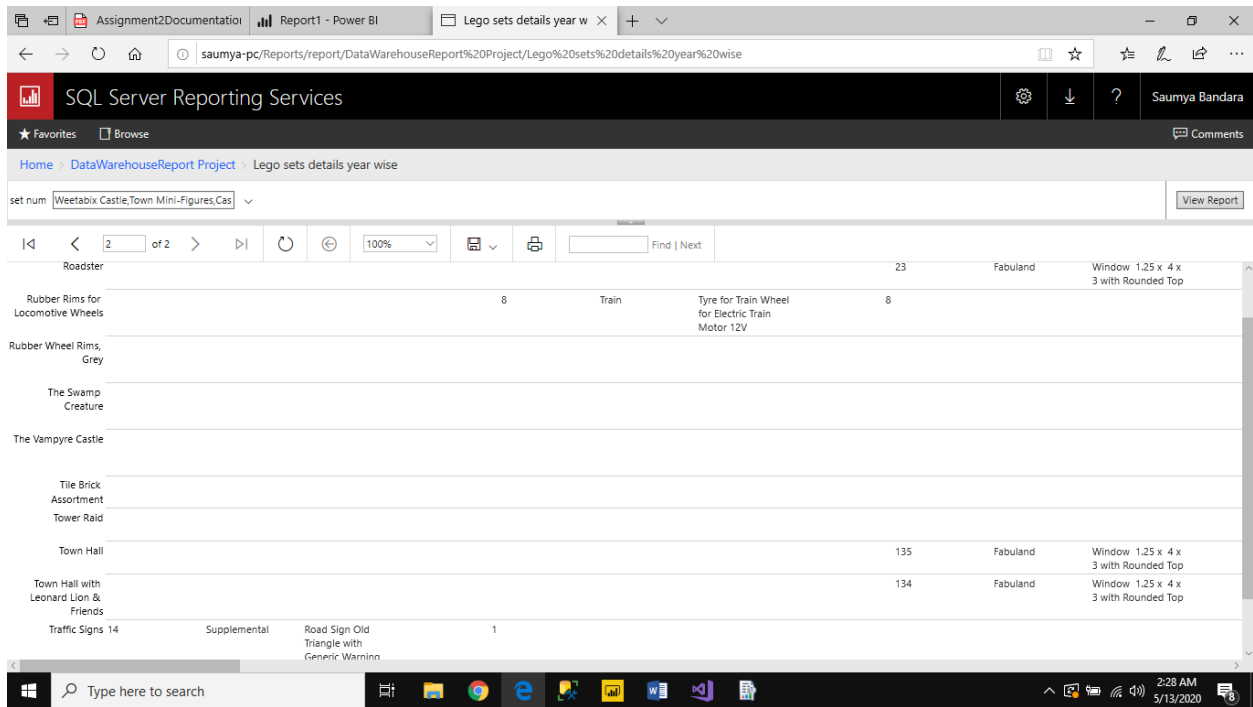 Assignment2Documentation
Report1 - Power BI
Lego sets details year w
saumya-pc/Reports/report/DataWarehouseReport%20Project/Lego%20sets%20details%20year%20wise
SQL Server Reporting Services
?
Saumya Bandara
Favorites
Browse
Comments
Home > DataWarehouseReport Project > Lego sets details year wise
set num
Weetabix Castle,Town Mini-Figures,Cas
View Report
2
of 2
100%
Find | Next
Roadster 23 Fabuland Window 1.25 x 4 x
3 with Rounded Top
Rubber Rims for 8 Train Tyre for Train Wheel 8
Locomotive Wheels for Electric Train
Motor 12V
Rubber Wheel Rims,
Grey
The Swamp
Creature
The Vampyre Castle
Tile Brick
Assortment
Tower Raid
Town Hall 135 Fabuland Window 1.25 x 4 x
3 with Rounded Top
Town Hall with 134 Fabuland Window 1.25 x 4 x
Leonard Lion & 3 with Rounded Top
Friends
Traffic Signs 14 Supplemental Road Sign Old 1
Triangle with
Generic Warning
Type here to search
2:28 AM
5/13/2020
8